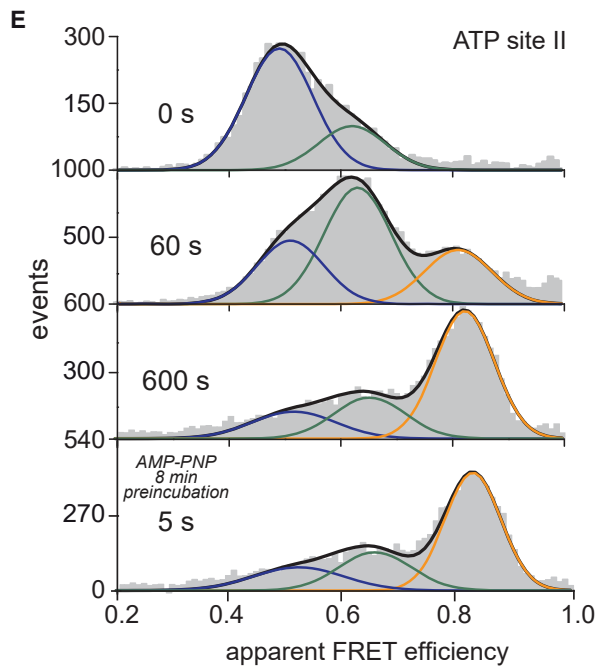 E
ATP site II
300
150
0 s
1000
500
60 s
600
300
600 s
540
AMP-PNP
8 min
preincubation
270
5 s
0
events
0.2 0.4 0.6 0.8 1.0
apparent FRET efficiency